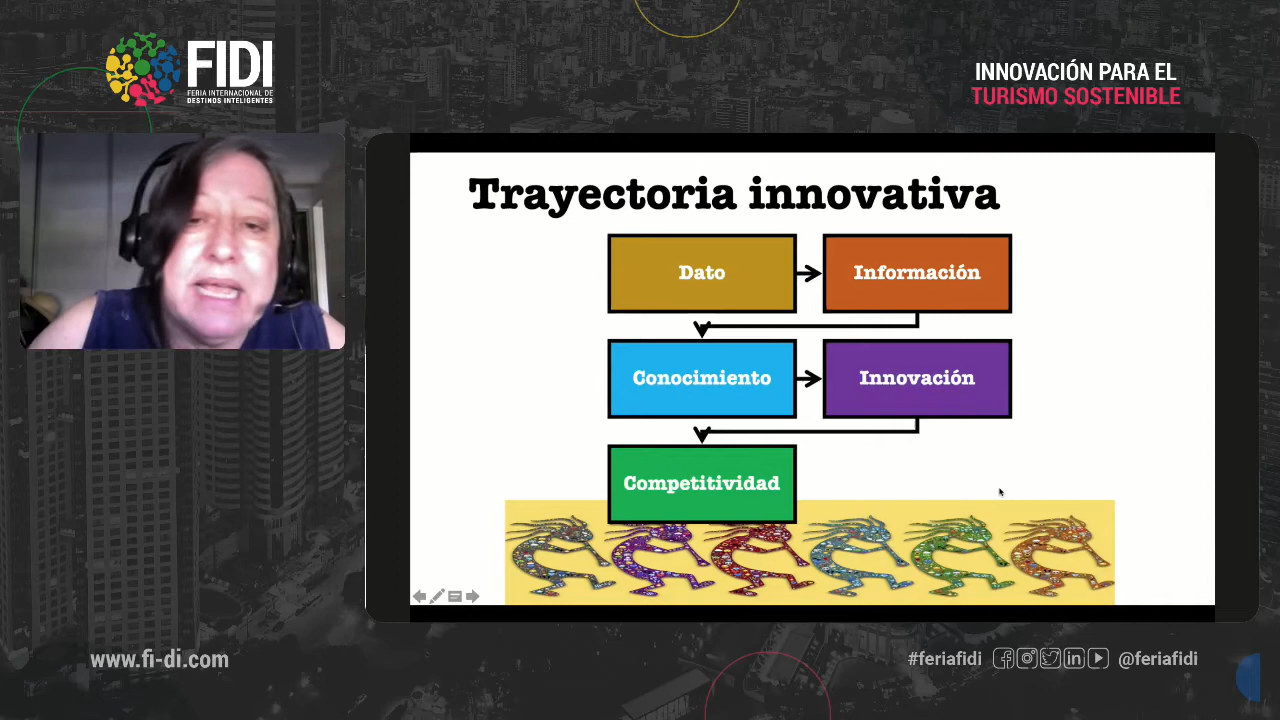 FIDI
FERIA INTERNACIONAL DE
DESTINOS INTELIGENTES
INNOVACIÓN PARA EL
TURISMO SOSTENIBLE
Trayectoria innovativa
Dato
Información
Conocimiento
Innovación
Competitividad
www.fi-di.com
#feriafidi
@feriafidi